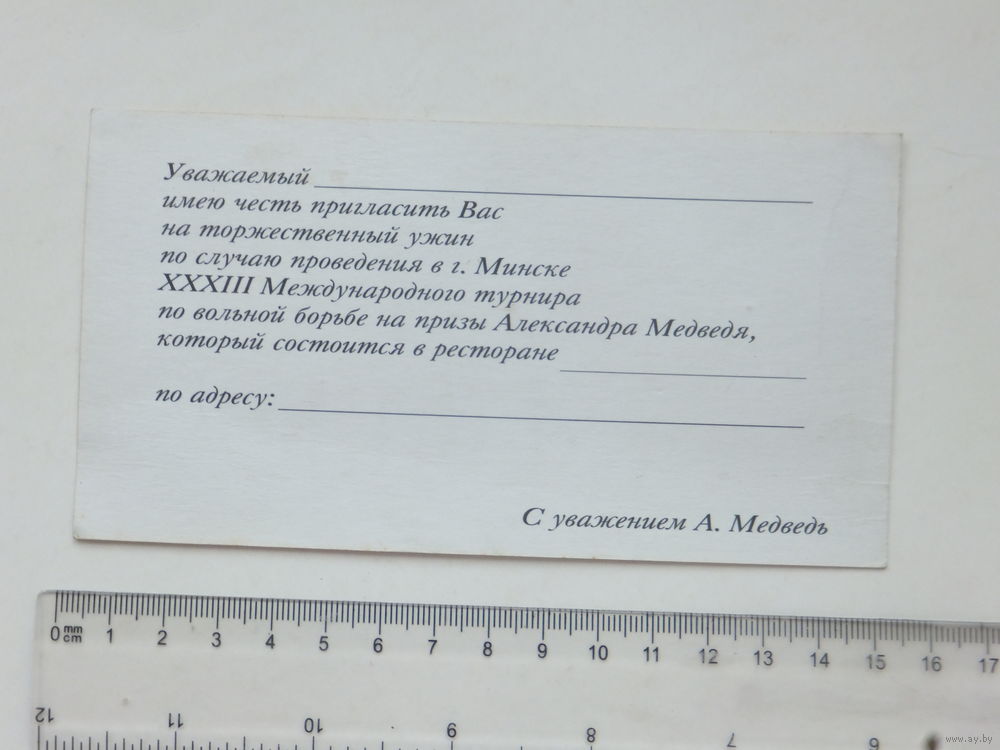 Уважаемый
имею честь пригласить Вас
на торжественный ужин
по случаю проведения в г. Минске
XXXIII Международного турнира
по вольной борьбе на призы Александра Медведя,
который состоится в ресторане
по адресу:
С уважением А. Медведь
0 mm 1 2 3 4 5 6 7 8 9 10 11 12 13 14 15 16 17
cm
12 11 10 9 8 7 6
www.ay.by